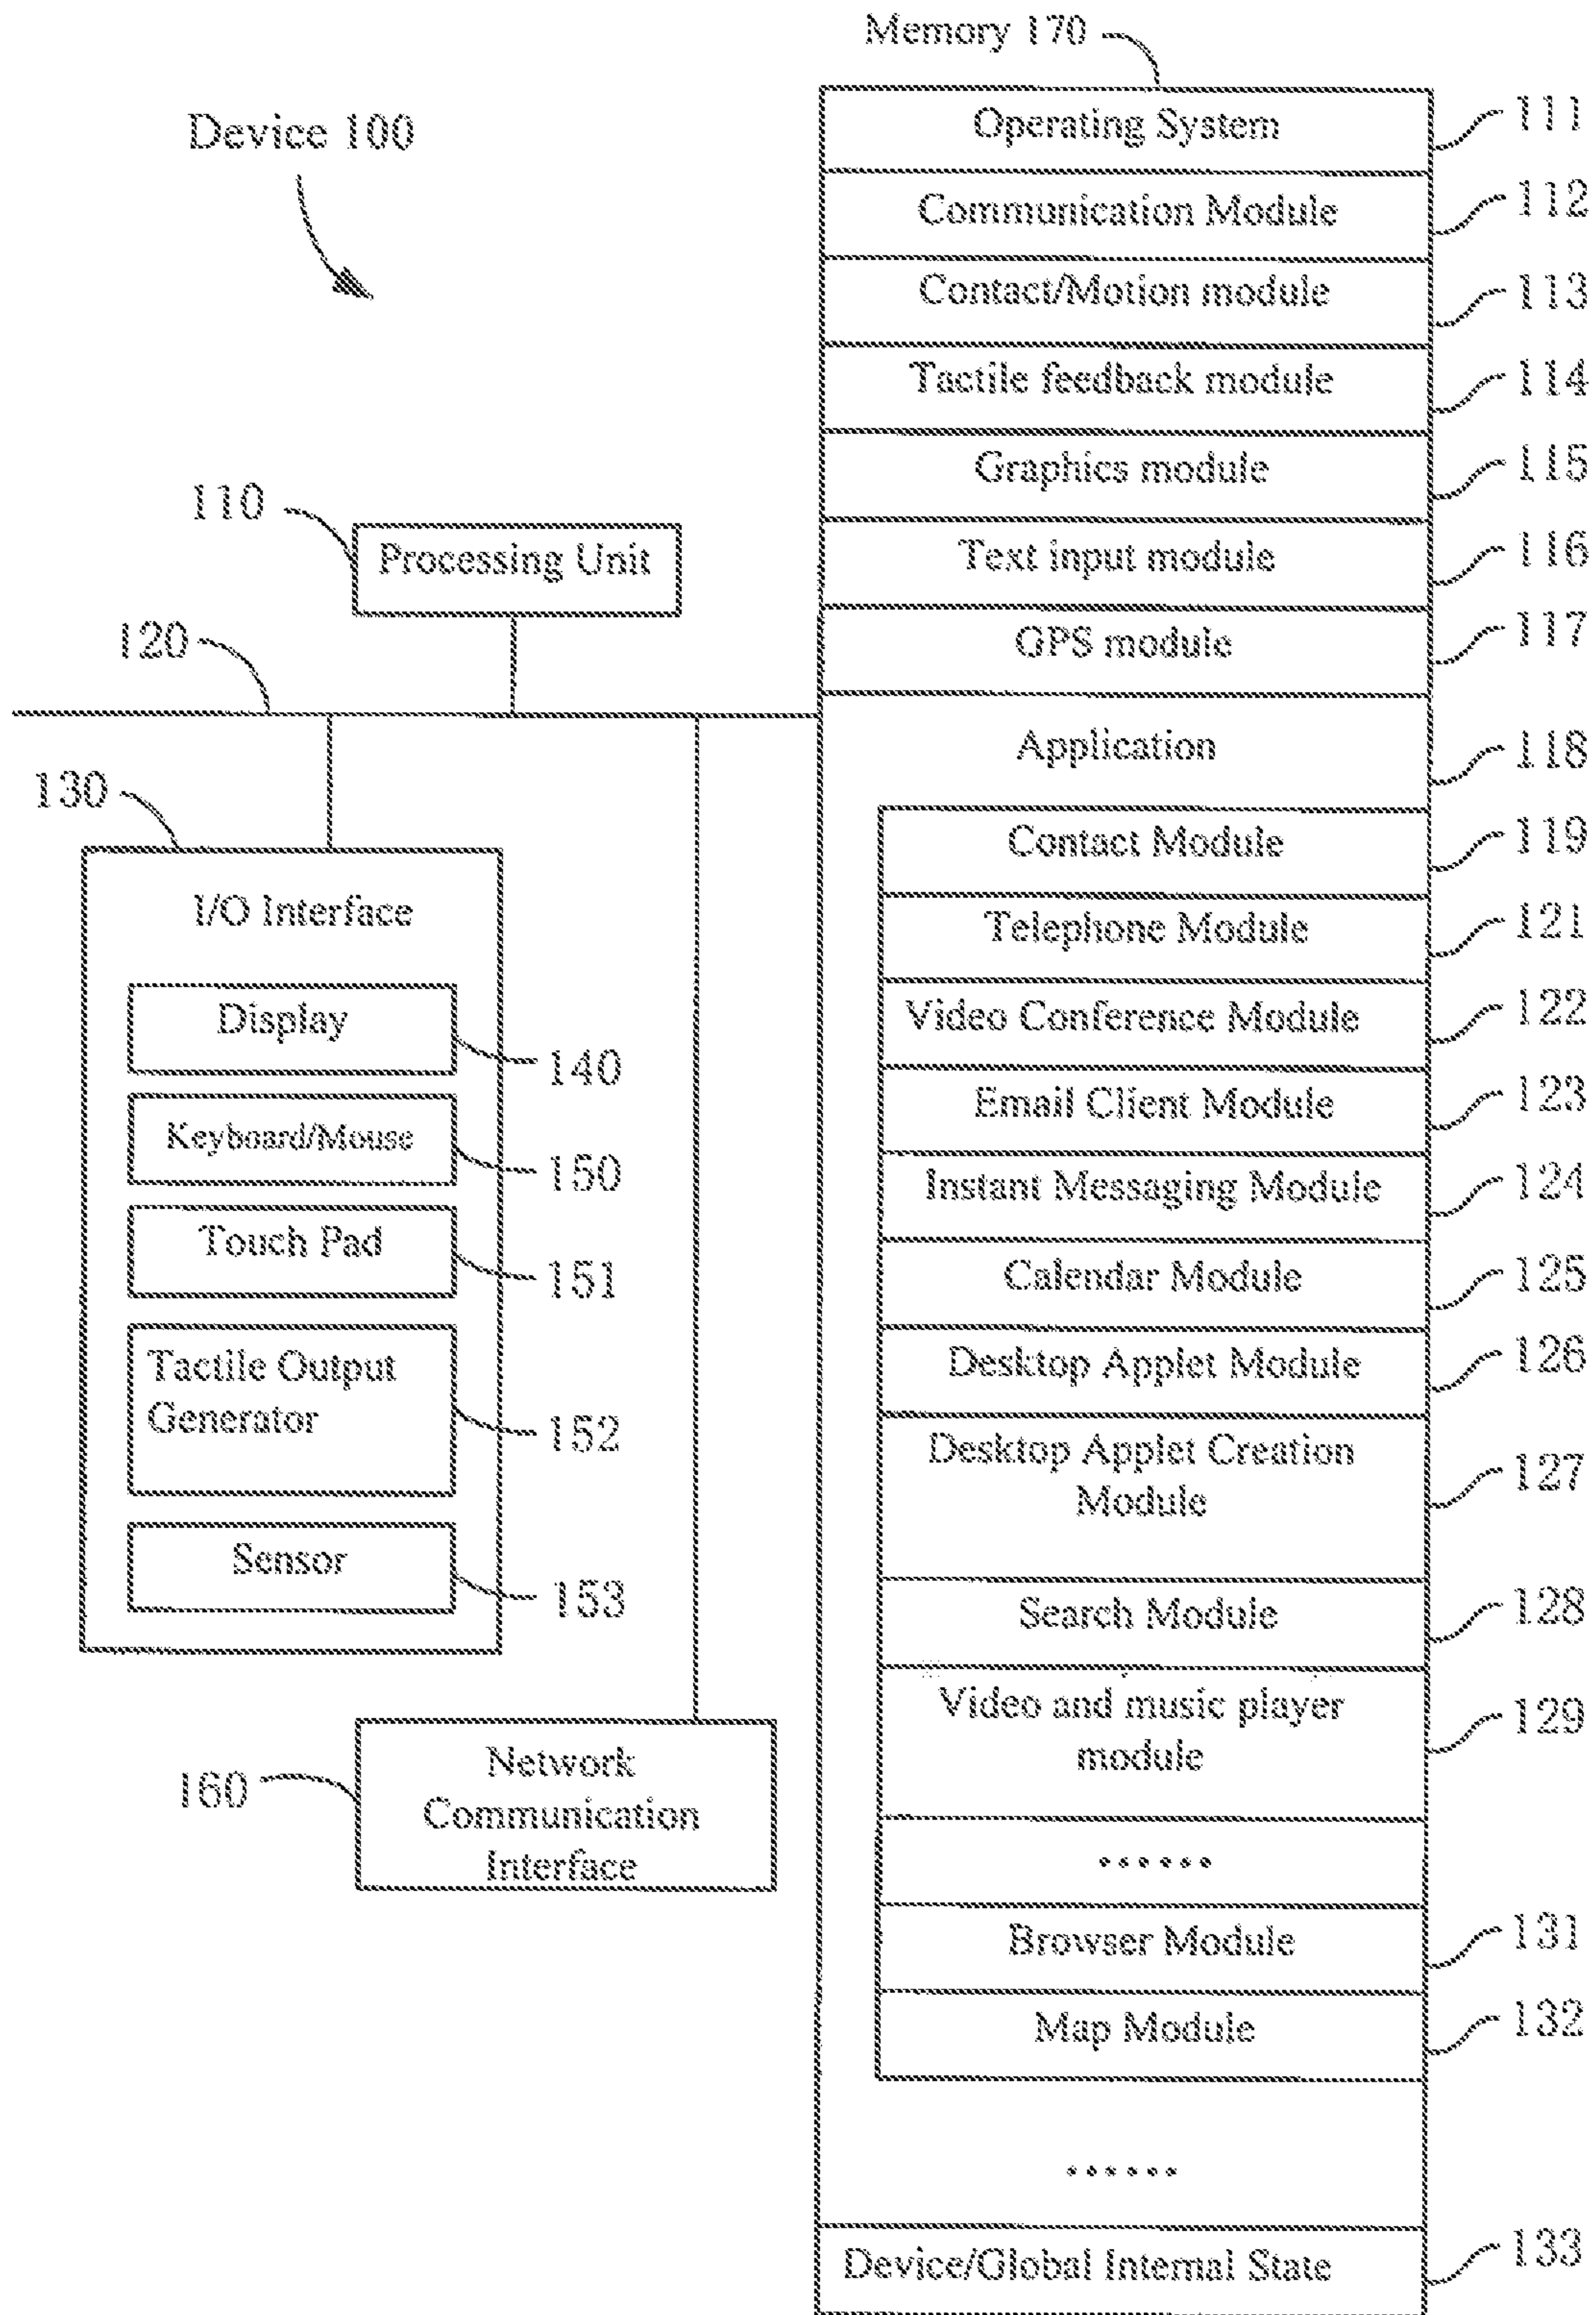 Memory 170
Device 100
Operating System
111
Communication Module
112
Contact/Motion module
113
Tactile feedback module
114
Graphics module
115
Text input module
116
GPS module
117
Application
118
Contact Module
119
Telephone Module
121
Video Conference Module
122
Email Client Module
123
Instant Messaging Module
124
Calendar Module
125
Desktop Applet Module
126
Desktop Applet Creation
Module
127
Search Module
128
Video and music player
module
129
......
Browser Module
131
Map Module
132
......
Device/Global Internal State
133
110
Processing Unit
120
130
I/O Interface
Display
140
Keyboard/Mouse
150
Touch Pad
151
Tactile Output
Generator
152
Sensor
153
160
Network
Communication
Interface